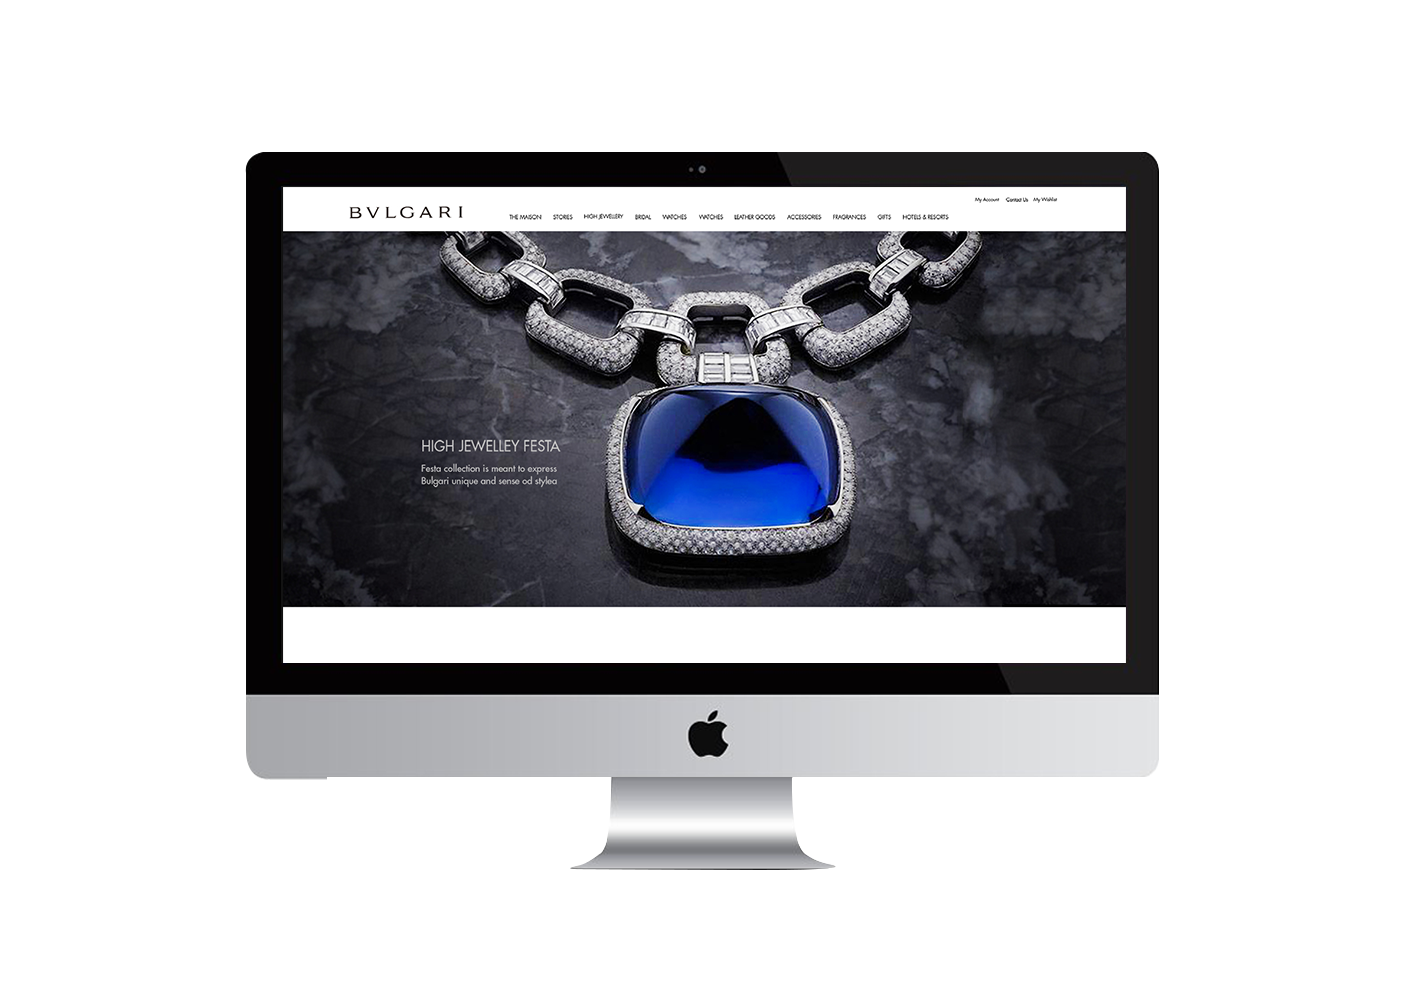 My Account Contact Us My Wishlist
BVLGARI THE MAISON STORES HIGH JEWELLERY BRIDAL WATCHES WATCHES LEATHER GOODS ACCESSORIES FRAGRANCES GIFTS HOTELS & RESORTS
HIGH JEWELLEY FESTA
Festa collection is meant to express
Bulgari unique and sense od stylea